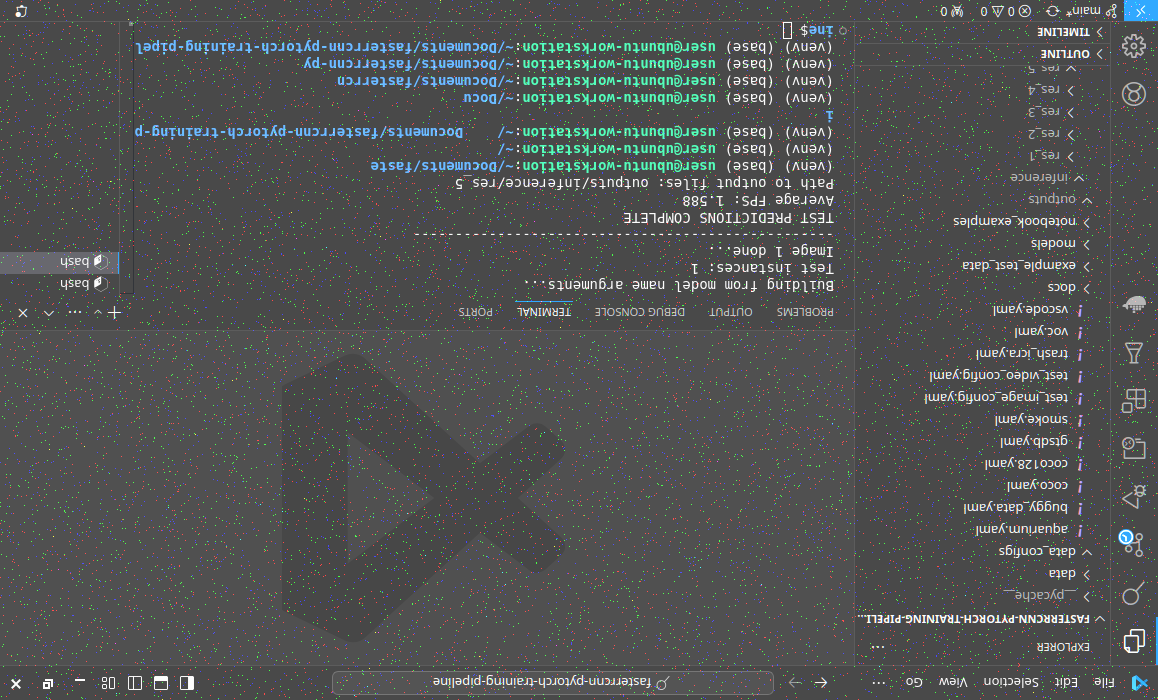 File Edit Selection View Go ...
fasterrcnn-pytorch-training-pipeline
EXPLORER ...
FASTERRCNN-PYTORCH-TRAINING-PIPELI...
__pycache__
data
data_configs
aquarium.yaml
buggy_data.yaml
coco.yaml
coco128.yaml
gtsdb.yaml
smoke.yaml
test_image_config.yaml
test_video_config.yaml
trash_icra.yaml
voc.yaml
vscode.yaml
docs
example_test_data
models
notebook_examples
outputs
inference
res_1
res_2
res_3
res_4
res_5
OUTLINE
TIMELINE
PROBLEMS OUTPUT DEBUG CONSOLE TERMINAL PORTS
Building from model name arguments...
Test instances: 1
Image 1 done...
--------------------------------------------------
TEST PREDICTIONS COMPLETE
Average FPS: 1.588
Path to output files: outputs/inference/res_5
(venv) (base) user@ubuntu-workstation:~/Documents/faste
(venv) (base) user@ubuntu-workstation:~/
(venv) (base) user@ubuntu-workstation:~/    Documents/fasterrcnn-pytorch-training-p
i
(venv) (base) user@ubuntu-workstation:~/Docu
(venv) (base) user@ubuntu-workstation:~/Documents/fasterrcn
(venv) (base) user@ubuntu-workstation:~/Documents/fasterrcnn-py
(venv) (base) user@ubuntu-workstation:~/Documents/fasterrcnn-pytorch-training-pipel
ine$
bash
bash
main* 0 0 0